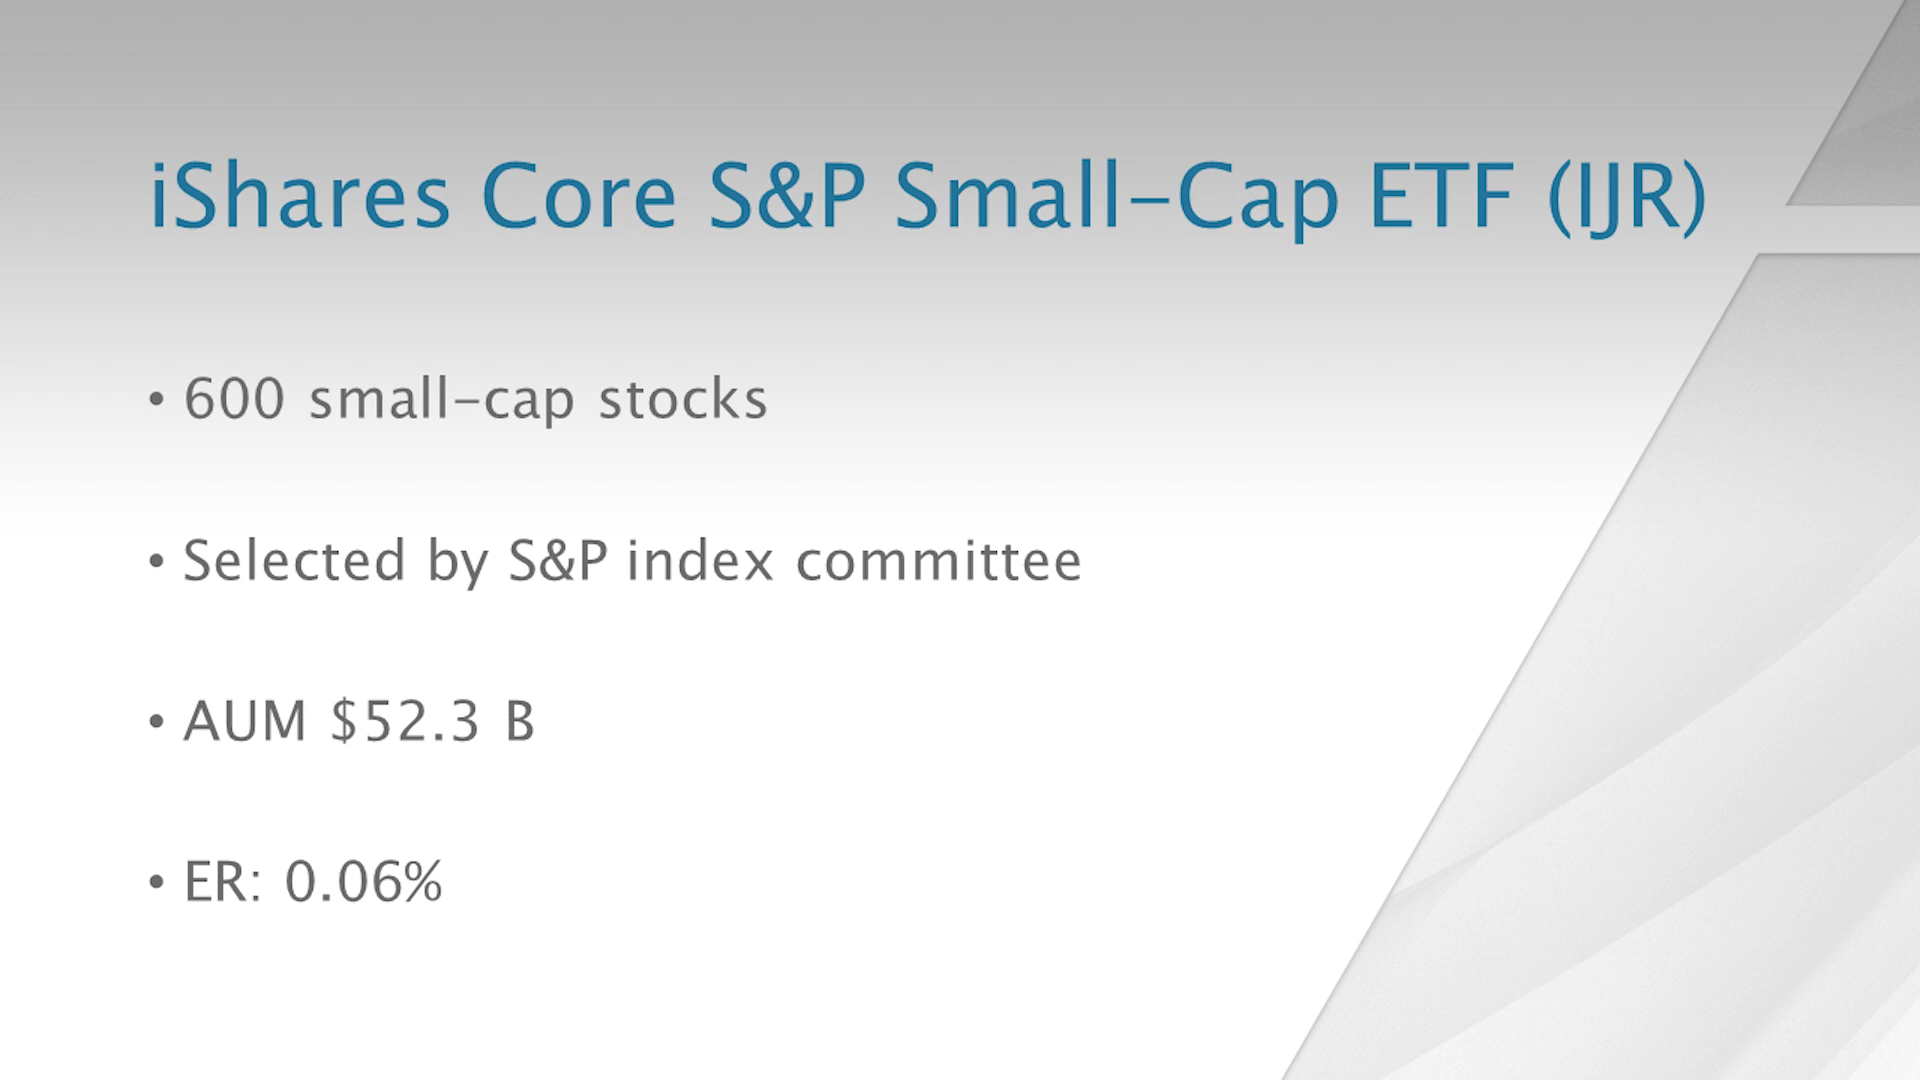 iShares Core S&P Small-Cap ETF (IJR)
• 600 small-cap stocks
• Selected by S&P index committee
• AUM $52.3 B
• ER: 0.06%